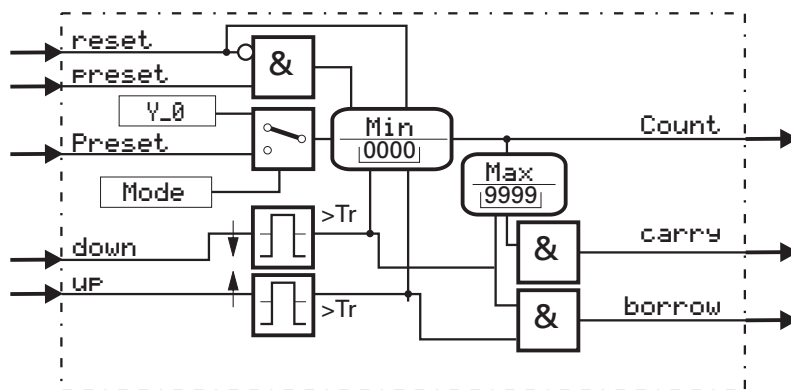 reset
preset
&
Y_0
Preset
Mode
Min
0000
Count
Max
9999
>Tr
down
&
carry
up
>Tr
&
borrow